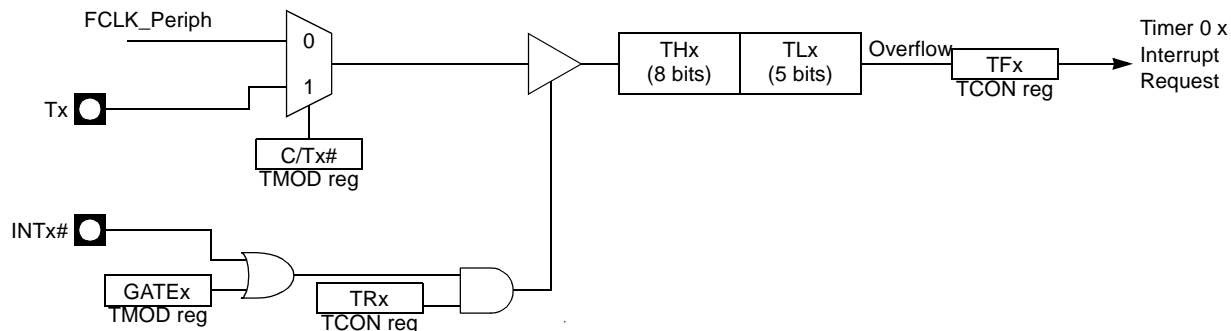 FCLK_Periph
0
1
Tx
C/Tx#
TMOD reg
THx
(8 bits)
TLx
(5 bits)
Overflow
TFx
TCON reg
Timer 0 x
Interrupt
Request
INTx#
GATEx
TMOD reg
TRx
TCON reg